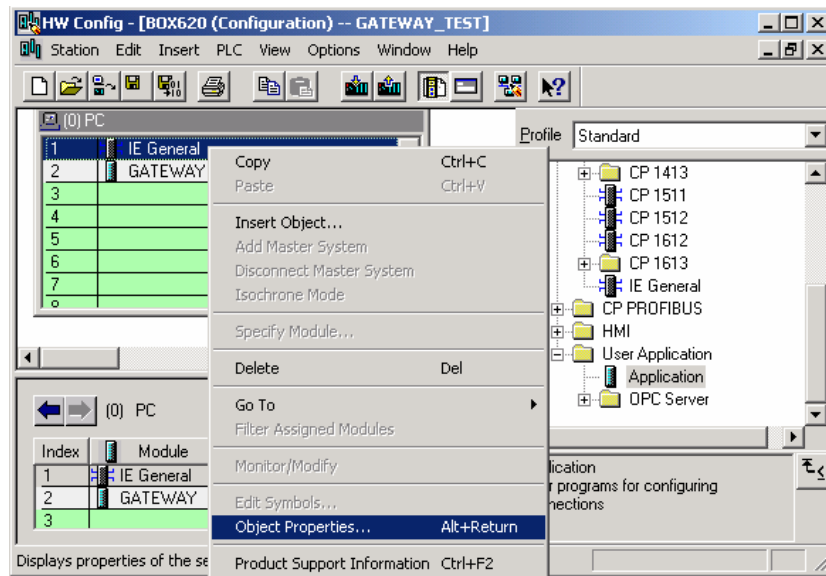 HW Config - [BOX620 (Configuration) -- GATEWAY_TEST]
Station Edit Insert PLC View Options Window Help
(0) PC
1 IE General
2 GATEWAY
3
4
5
6
7
Copy Ctrl+C
Paste Ctrl+V
Insert Object...
Add Master System
Disconnect Master System
Isochrone Mode
Specify Module...
Delete Del
Go To
Filter Assigned Modules
Monitor/Modify
Edit Symbols...
Object Properties... Alt+Return
Product Support Information Ctrl+F2
Profile Standard
CP 1413
CP 1511
CP 1512
CP 1612
CP 1613
IE General
CP PROFIBUS
HMI
User Application
Application
OPC Server
(0) PC
Index Module
1 IE General
2 GATEWAY
3
lication
r programs for configuring
nections
Displays properties of the se